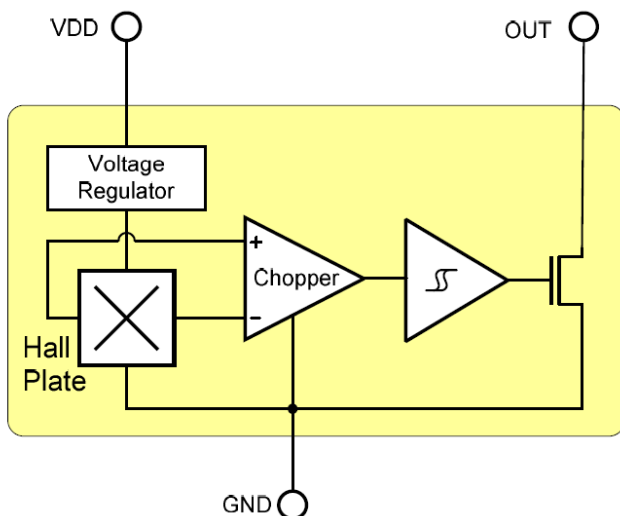 VDD
OUT
Voltage
Regulator
+
Chopper
-
Hall
Plate
GND